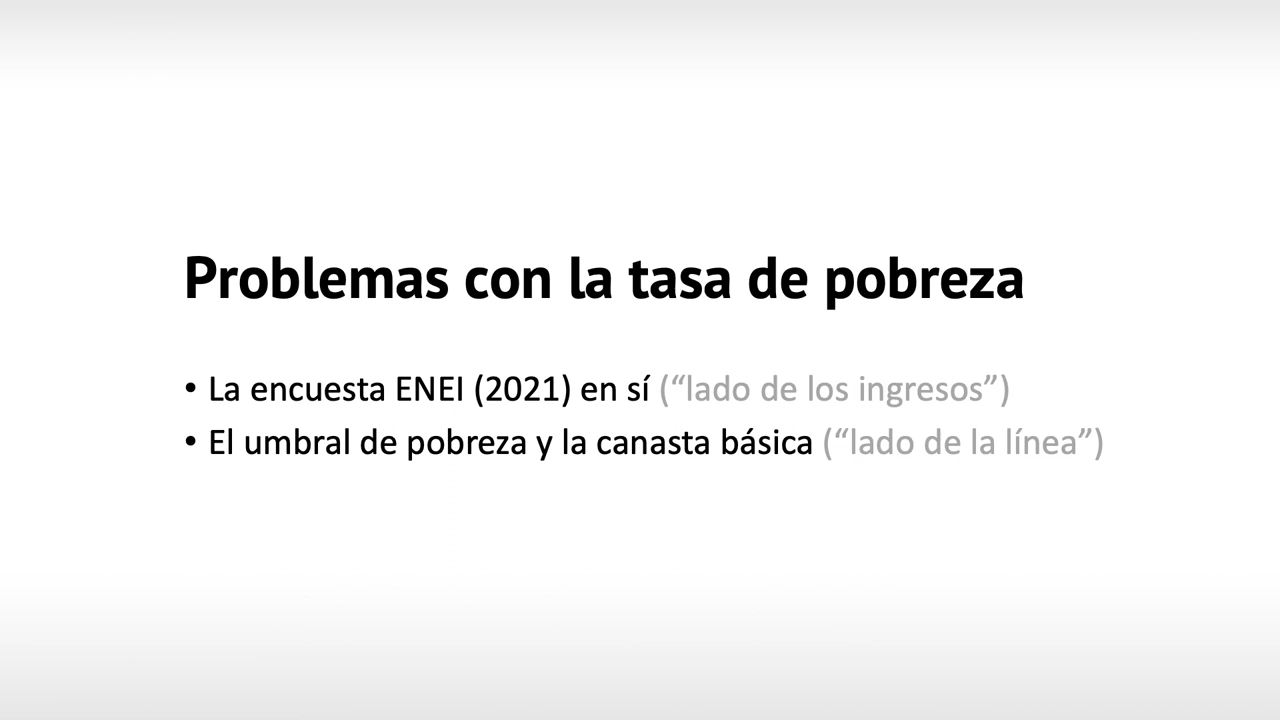 Problemas con la tasa de pobreza
• La encuesta ENEI (2021) en sí (“lado de los ingresos”)
• El umbral de pobreza y la canasta básica (“lado de la línea”)